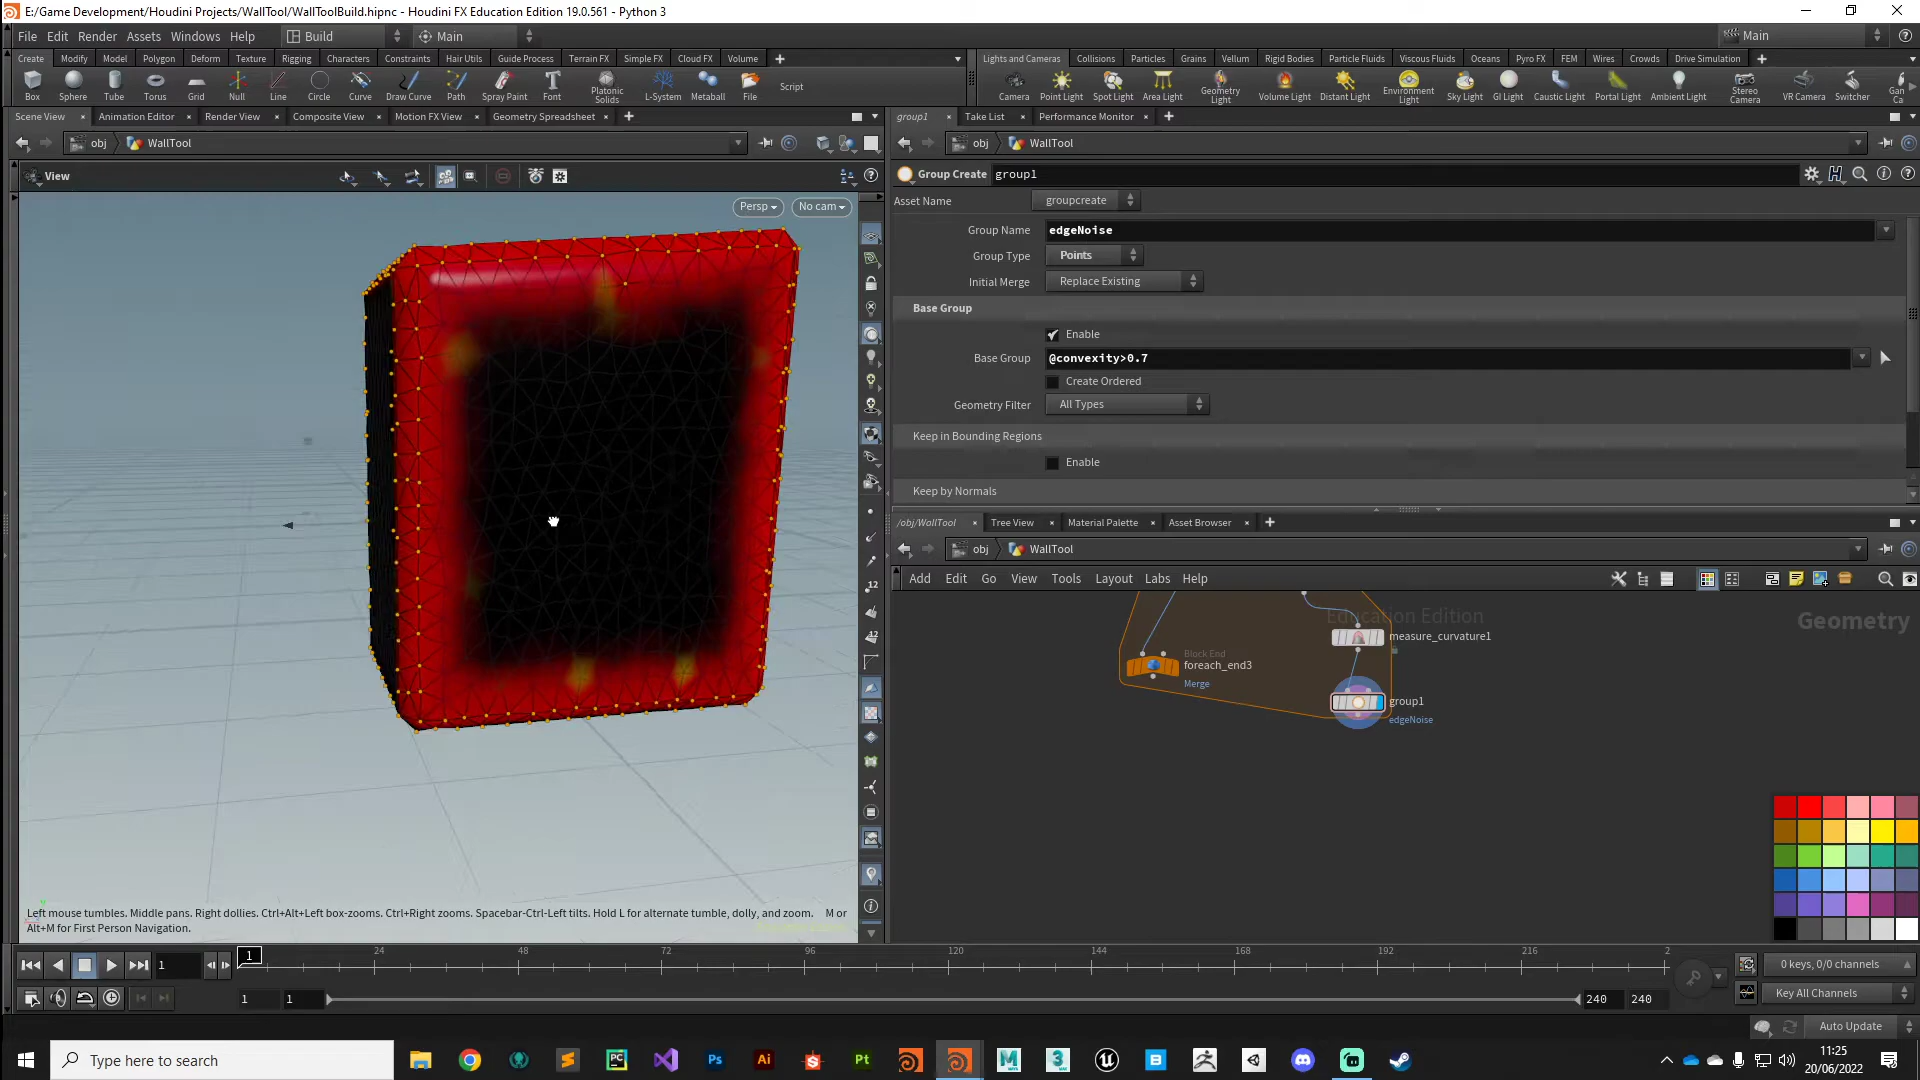 E:/Game Development/Houdini Projects/WallTool/WallToolBuild.hipnc - Houdini FX Education Edition 19.0.561 - Python 3
File Edit Render Assets Windows Help Build Main Main
Create Modify Model Polygon Deform Texture Rigging Characters Constraints Hair Utils Guide Process Terrain FX Simple FX Cloud FX Volume
Lights and Cameras Collisions Particles Grains Vellum Rigid Bodies Particle Fluids Viscous Fluids Oceans Pyro FX FEM Wires Crowds Drive Simulation
Box Sphere Tube Torus Grid Null Line Circle Curve Draw Curve Path Spray Paint Font Platonic Solids L-System Metaball File Script
Camera Point Light Spot Light Area Light Geometry Light Volume Light Distant Light Environment Light Sky Light GI Light Caustic Light Portal Light Ambient Light Stereo Camera VR Camera Switcher
Scene View Animation Editor Render View Composite View Motion FX View Geometry Spreadsheet
group1 Take List Performance Monitor
obj WallTool
obj WallTool
View
Persp No cam
Group Create group1
Asset Name groupcreate
Group Name edgeNoise
Group Type Points
Initial Merge Replace Existing
Base Group
Enable
Base Group @convexity>0.7
Create Ordered
Geometry Filter All Types
Keep in Bounding Regions
Enable
Keep by Normals
/obj/WallTool Tree View Material Palette Asset Browser
obj WallTool
Add Edit Go View Tools Layout Labs Help
Education Edition
Geometry
measure_curvature1
Block End
foreach_end3
Merge
group1
edgeNoise
12
12
Left mouse tumbles. Middle pans. Right dollies. Ctrl+Alt+Left box-zooms. Ctrl+Right zooms. Spacebar-Ctrl-Left tilts. Hold L for alternate tumble, dolly, and zoom. M or
Alt+M for First Person Navigation.
1 1 24 48 72 96 120 144 168 192 216 2
0 keys, 0/0 channels
1 1 240 240
Key All Channels
Auto Update
Type here to search
11:25
20/06/2022